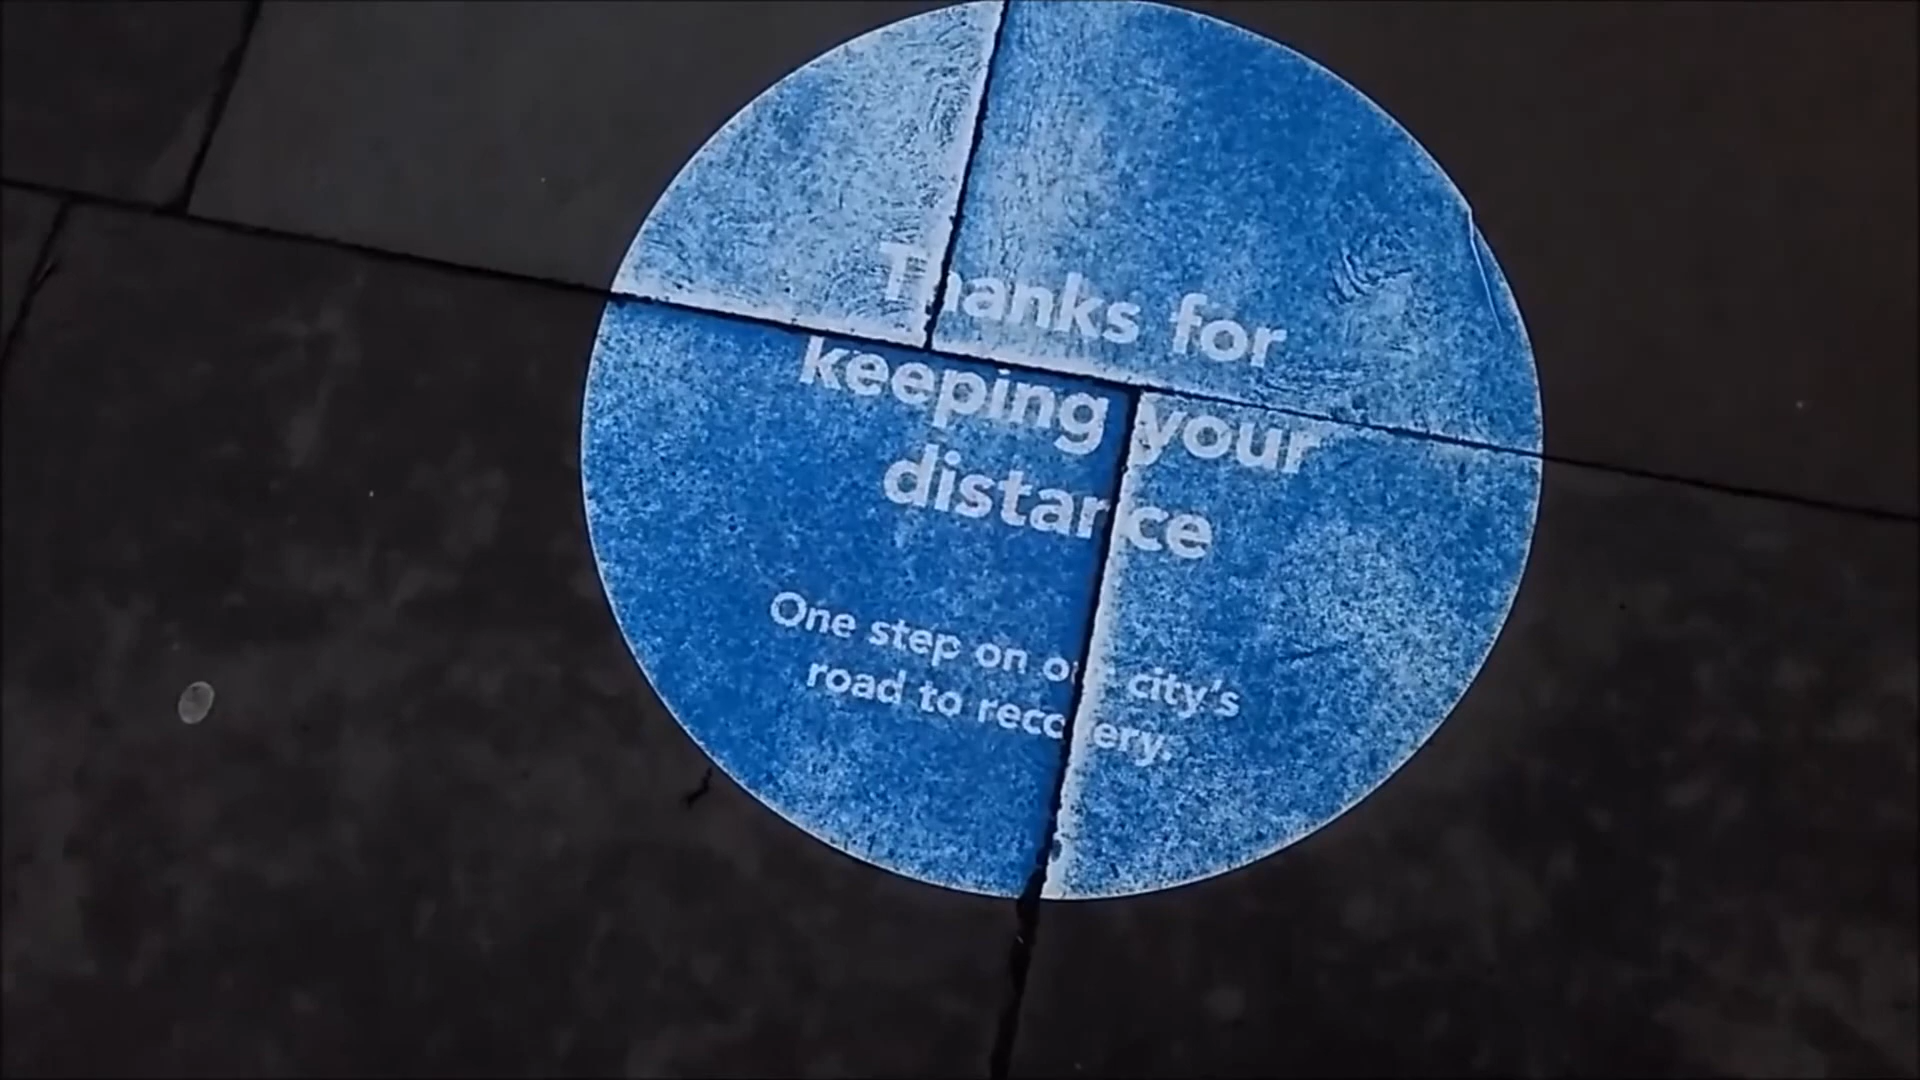 Thanks for
keeping your
distance
One step on our city's
road to recovery.